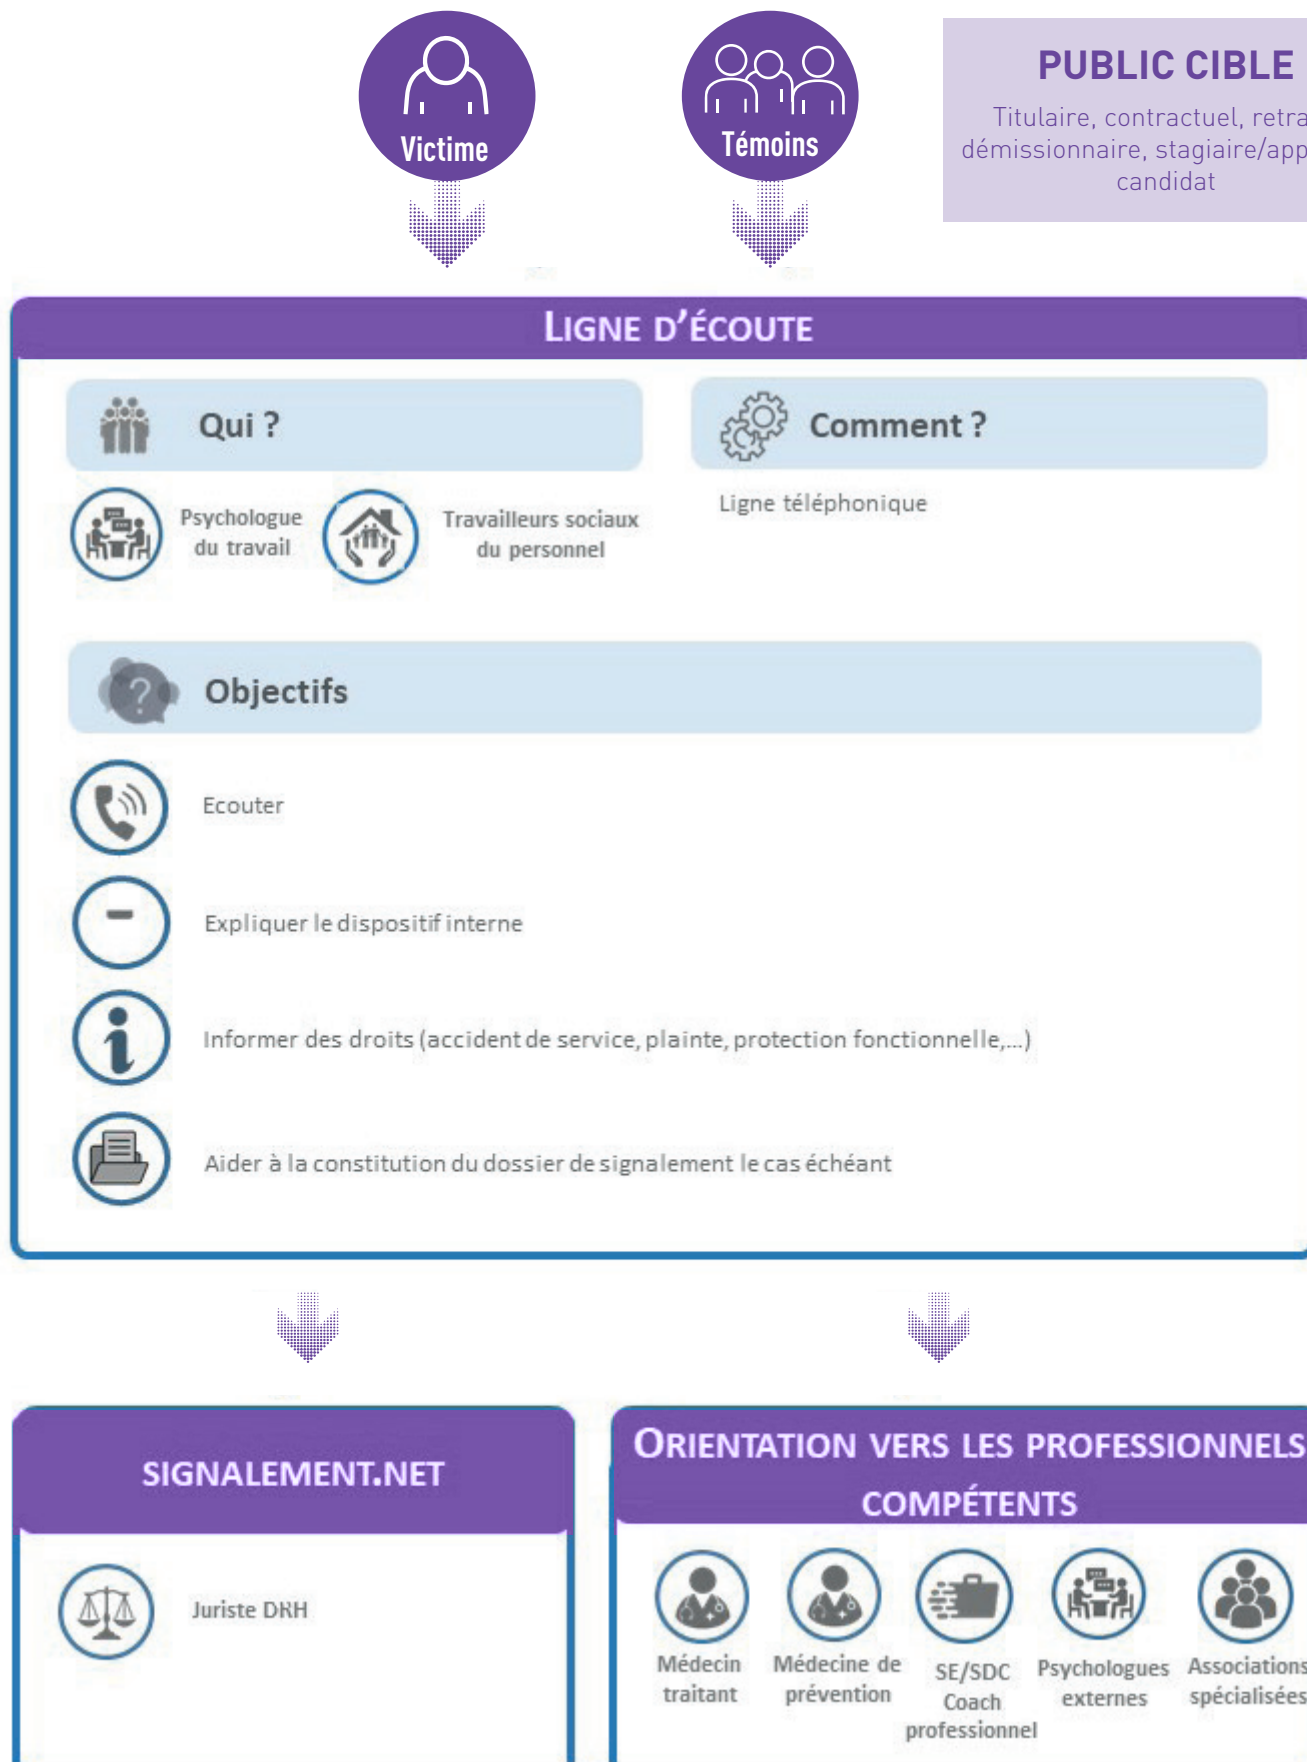 Victime
Témoins
PUBLIC CIBLE
Titulaire, contractuel,
démissionnaire,
candidat
LIGNE D'ÉCOUTE
Qui ?
Comment ?
Psychologue
du travail
Travailleurs sociaux
du personnel
Ligne téléphonique
Objectifs
Ecouter
Expliquer le dispositif interne
Informer des droits (accident de service, plainte, protection fonctionnelle,...)
Aider à la constitution du dossier de signalement le cas échéant
SIGNALEMENT.NET
Juriste DRH
ORIENTATION VERS LES PROFESSIONNELS
COMPÉTENTS
Médecin
traitant
Médecine de
prévention
SE/SDC
Coach
professionnel
Psychologues
externes
Associations
spécialisées